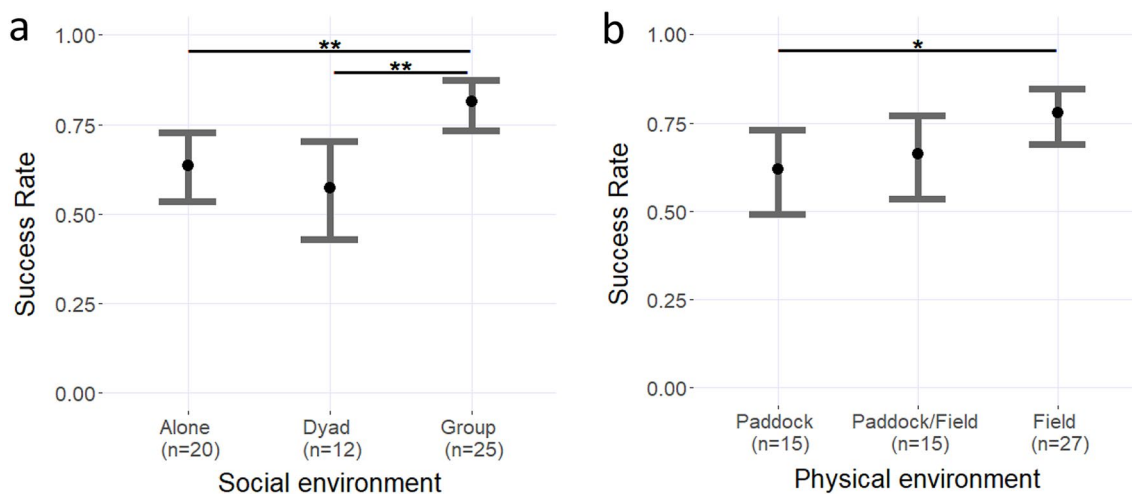 a
1.00
0.75
0.50
0.25
0.00
Success Rate
**
**
Alone
(n=20)
Dyad
(n=12)
Group
(n=25)
Social environment
b
1.00
0.75
0.50
0.25
0.00
Success Rate
*
Paddock
(n=15)
Paddock/Field
(n=15)
Field
(n=27)
Physical environment